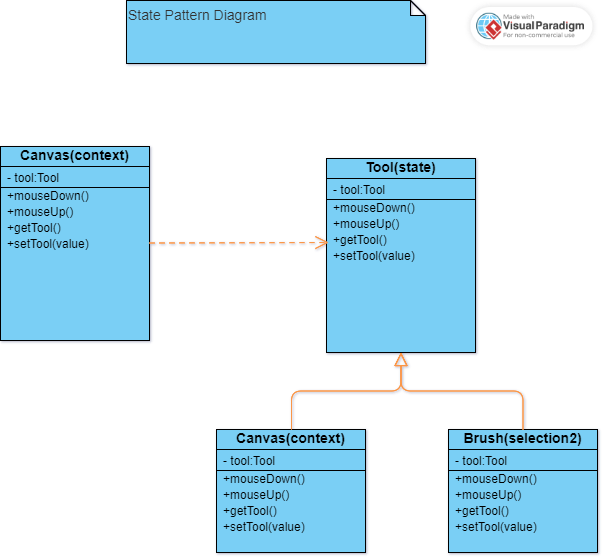 State Pattern Diagram
Made with
VisualParadigm
For non-commercial use
Canvas(context)
- tool:Tool
+mouseDown()
+mouseUp()
+getTool()
+setTool(value)
Tool(state)
- tool:Tool
+mouseDown()
+mouseUp()
+getTool()
+setTool(value)
Canvas(context)
- tool:Tool
+mouseDown()
+mouseUp()
+getTool()
+setTool(value)
Brush(selection2)
- tool:Tool
+mouseDown()
+mouseUp()
+getTool()
+setTool(value)